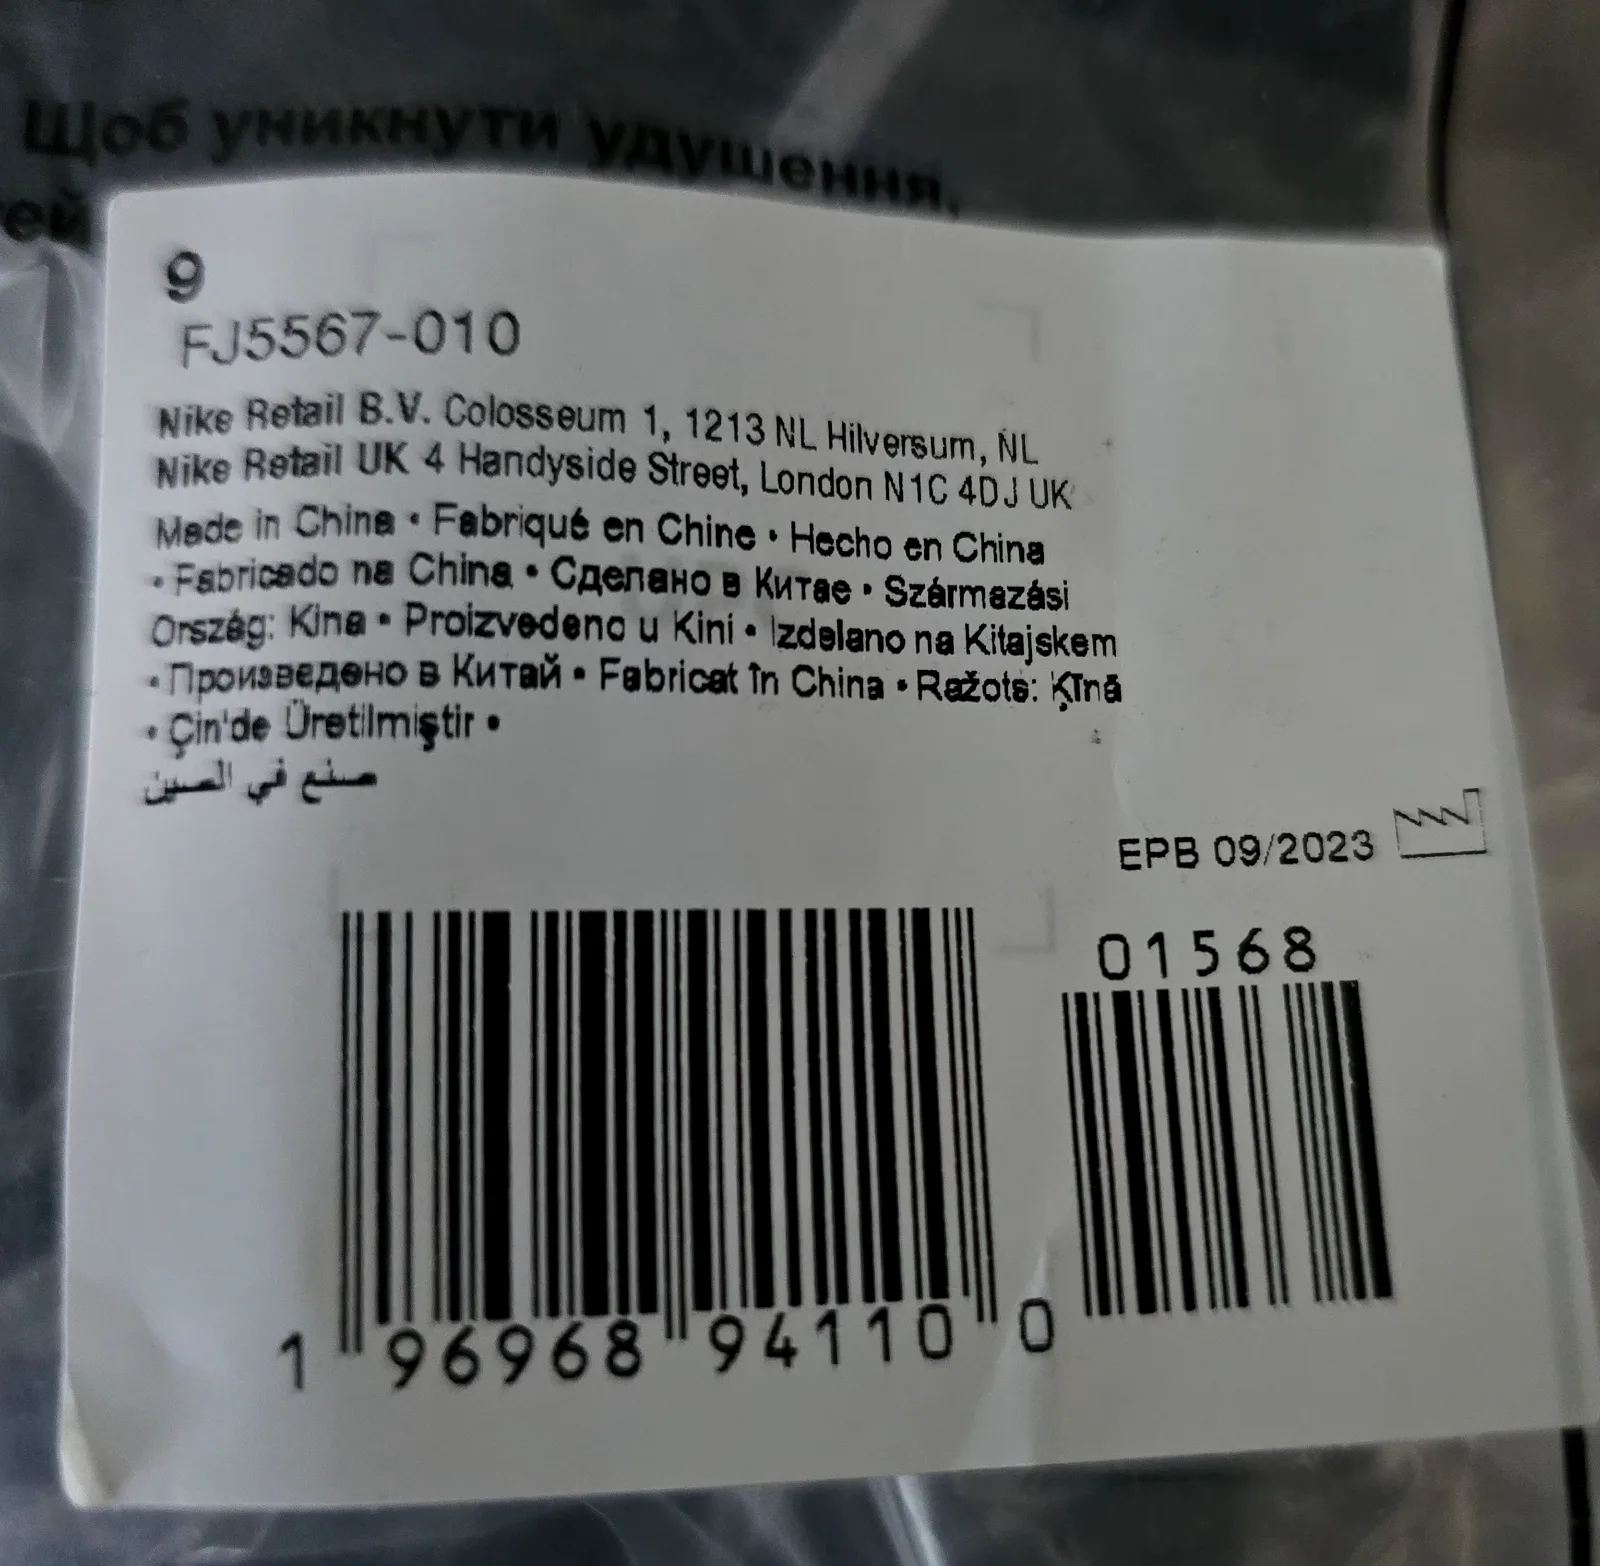 Щоб уникнути удушення,
тей
9
FJ5567-010
Nike Retail B.V. Colosseum 1, 1213 NL Hilversum, NL
Nike Retail UK 4 Handyside Street, London N1C 4DJ UK
Made in China • Fabriqué en Chine • Hecho en China
• Fabricado na China • Сделано в Китае • Származási
Ország: Kína • Proizvedeno u Kini • Izdelano na Kitajskem
• Произведено в Китай • Fabricat în China • Ražots: Ķīnā
• Çin'de Üretilmiştir •
صنع في الصين
EPB 09/2023
01568
1 96968 94110 0